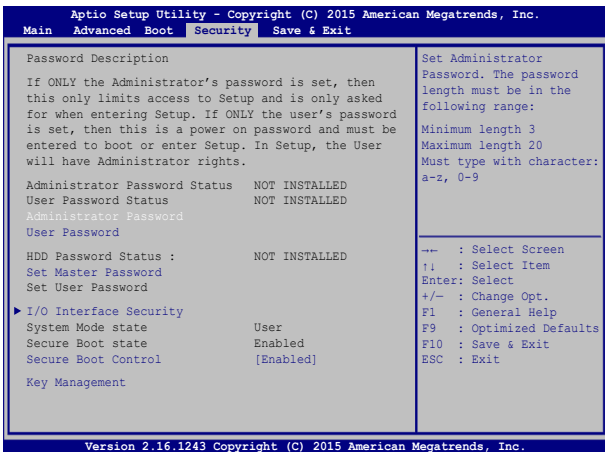 Aptio Setup Utility - Copyright (C) 2015 American Megatrends, Inc.
Main Advanced Boot Security Save & Exit
Password Description
If ONLY the Administrator's password is set, then
this only limits access to Setup and is only asked
for when entering Setup. If ONLY the user's password
is set, then this is a power on password and must be
entered to boot or enter Setup. In Setup, the User
will have Administrator rights.
Administrator Password Status NOT INSTALLED
User Password Status NOT INSTALLED
Administrator Password
User Password
HDD Password Status : NOT INSTALLED
Set Master Password
Set User Password
I/O Interface Security
System Mode state User
Secure Boot state Enabled
Secure Boot Control [Enabled]
Key Management
Set Administrator
Password. The password
length must be in the
following range:
Minimum length 3
Maximum length 20
Must type with character:
a-z, 0-9
→← : Select Screen
↑↓ : Select Item
Enter: Select
+/— : Change Opt.
F1 : General Help
F9 : Optimized Defaults
F10 : Save & Exit
ESC : Exit
Version 2.16.1243 Copyright (C) 2015 American Megatrends, Inc.